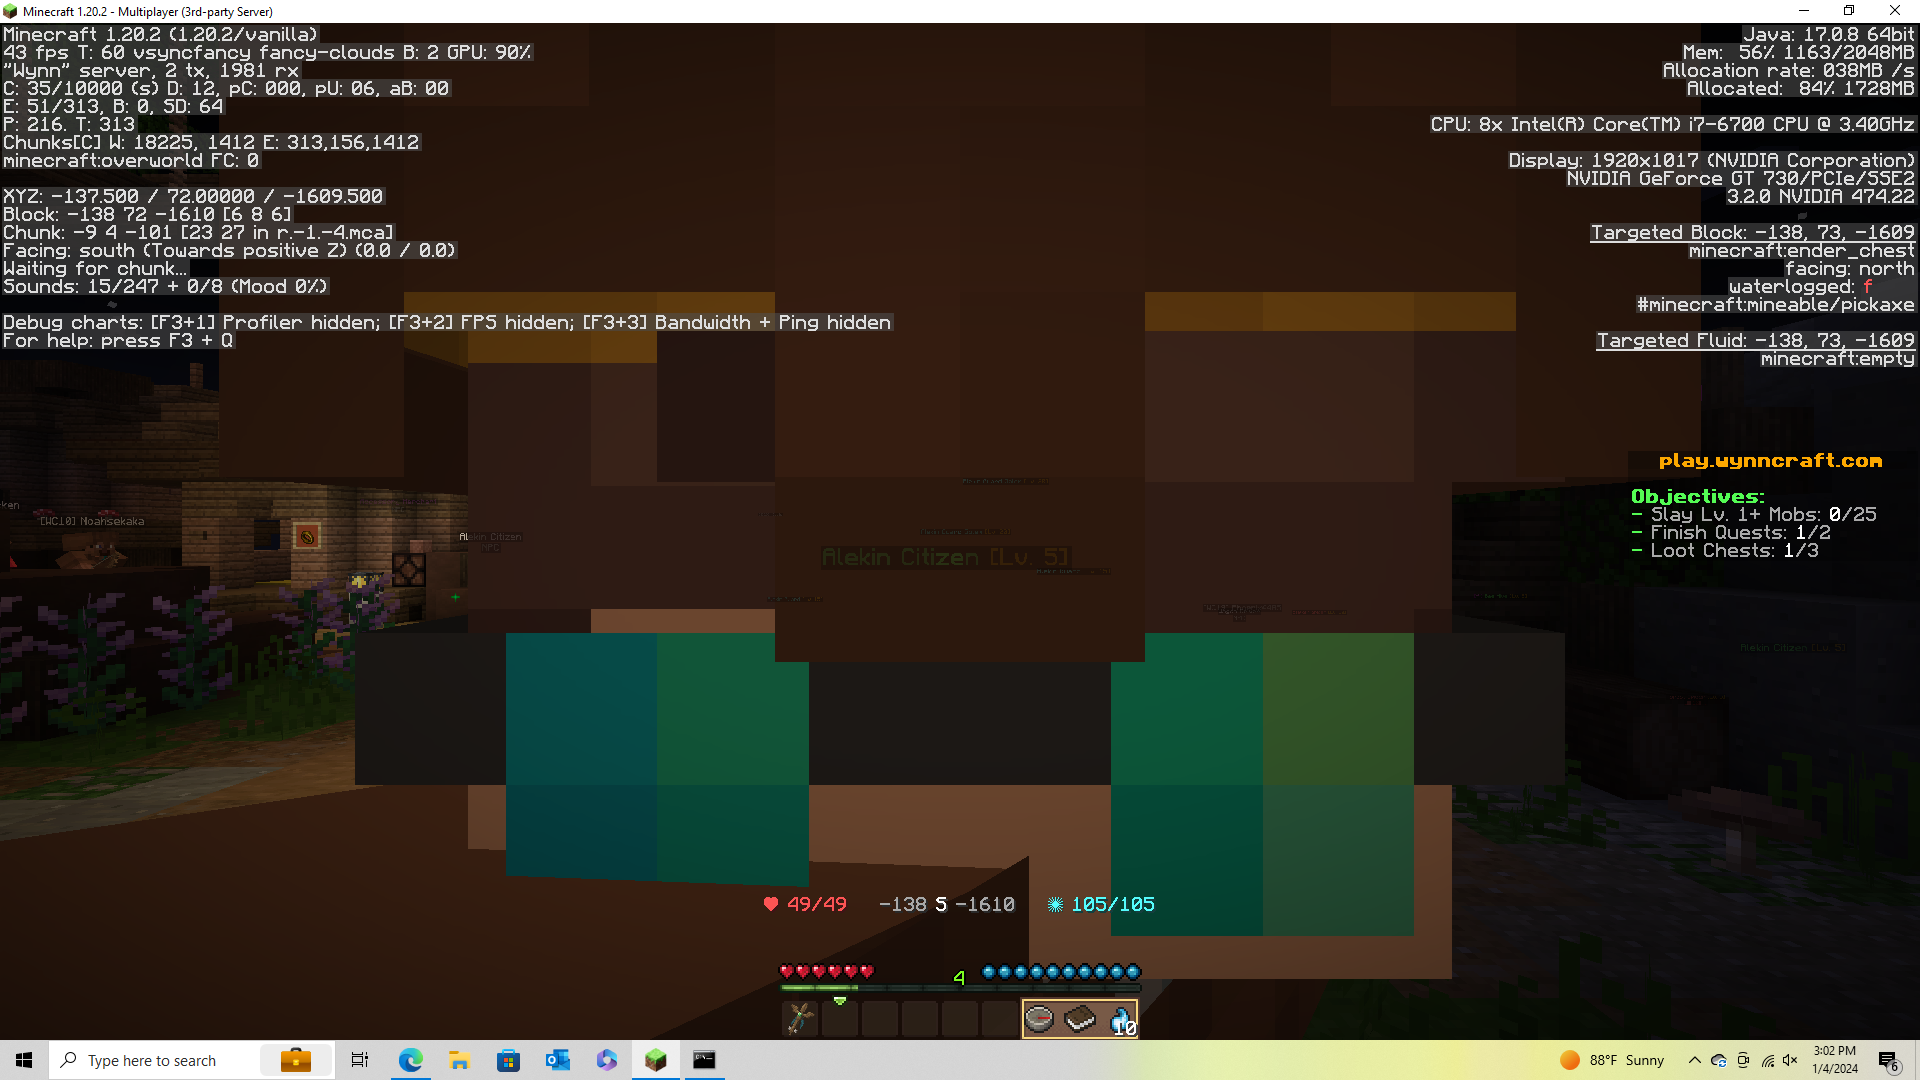 Minecraft 1.20.2 - Multiplayer (3rd-party Server)
Minecraft 1.20.2 (1.20.2/vanilla)
43 fps T: 60 vsyncfancy fancy-clouds B: 2 GPU: 90%
"Wynn" server, 2 tx, 1981 rx
C: 35/10000 (s) D: 12, pC: 000, pU: 06, aB: 00
E: 51/313, B: 0, SD: 64
P: 216. T: 313
Chunks[C] W: 18225, 1412 E: 313,156,1412
minecraft:overworld FC: 0
XYZ: -137.500 / 72.00000 / -1609.500
Block: -138 72 -1610 [6 8 6]
Chunk: -9 4 -101 [23 27 in r.-1.-4.mca]
Facing: south (Towards positive Z) (0.0 / 0.0)
Waiting for chunk...
Sounds: 15/247 + 0/8 (Mood 0%)
Debug charts: [F3+1] Profiler hidden; [F3+2] FPS hidden; [F3+3] Bandwidth + Ping hidden
For help: press F3 + Q
Java: 17.0.8 64bit
Mem: 56% 1163/2048MB
Allocation rate: 038MB /s
Allocated: 84% 1728MB
CPU: 8x Intel(R) Core(TM) i7-6700 CPU @ 3.40GHz
Display: 1920x1017 (NVIDIA Corporation)
NVIDIA GeForce GT 730/PCIe/SSE2
3.2.0 NVIDIA 474.22
Targeted Block: -138, 73, -1609
minecraft:ender_chest
facing: north
waterlogged: f
#minecraft:mineable/pickaxe
Targeted Fluid: -138, 73, -1609
minecraft:empty
play.wynncraft.com
Objectives:
- Slay Lv. 1+ Mobs: 0/25
- Finish Quests: 1/2
- Loot Chests: 1/3
ken
[WC10] Noahsekaka
Alekin Citizen
NPC
Alekin Citizen [Lv. 5]
Alekin Citizen [Lv. 5]
49/49 -138 S -1610 105/105
4
10
Type here to search
88°F Sunny
3:02 PM
1/4/2024
6